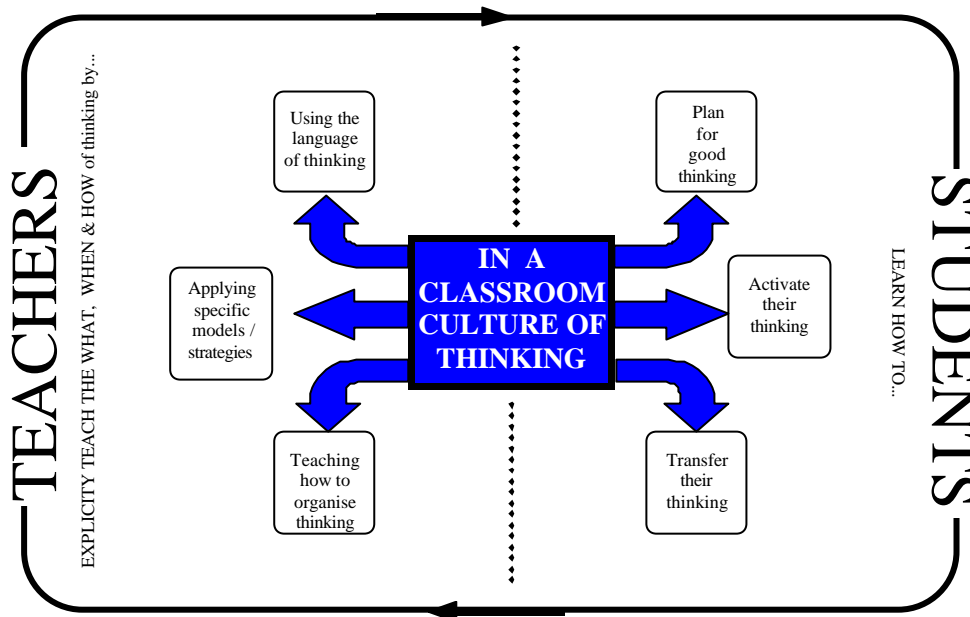 TEACHERS
EXPLICITY TEACH THE WHAT, WHEN & HOW of thinking by...
Using the
language
of thinking
Applying
specific
models /
strategies
Teaching
how to
organise
thinking
IN A
CLASSROOM
CULTURE OF
THINKING
Plan
for
good
thinking
Activate
their
thinking
Transfer
their
thinking
LEARN HOW TO...
STUDENTS